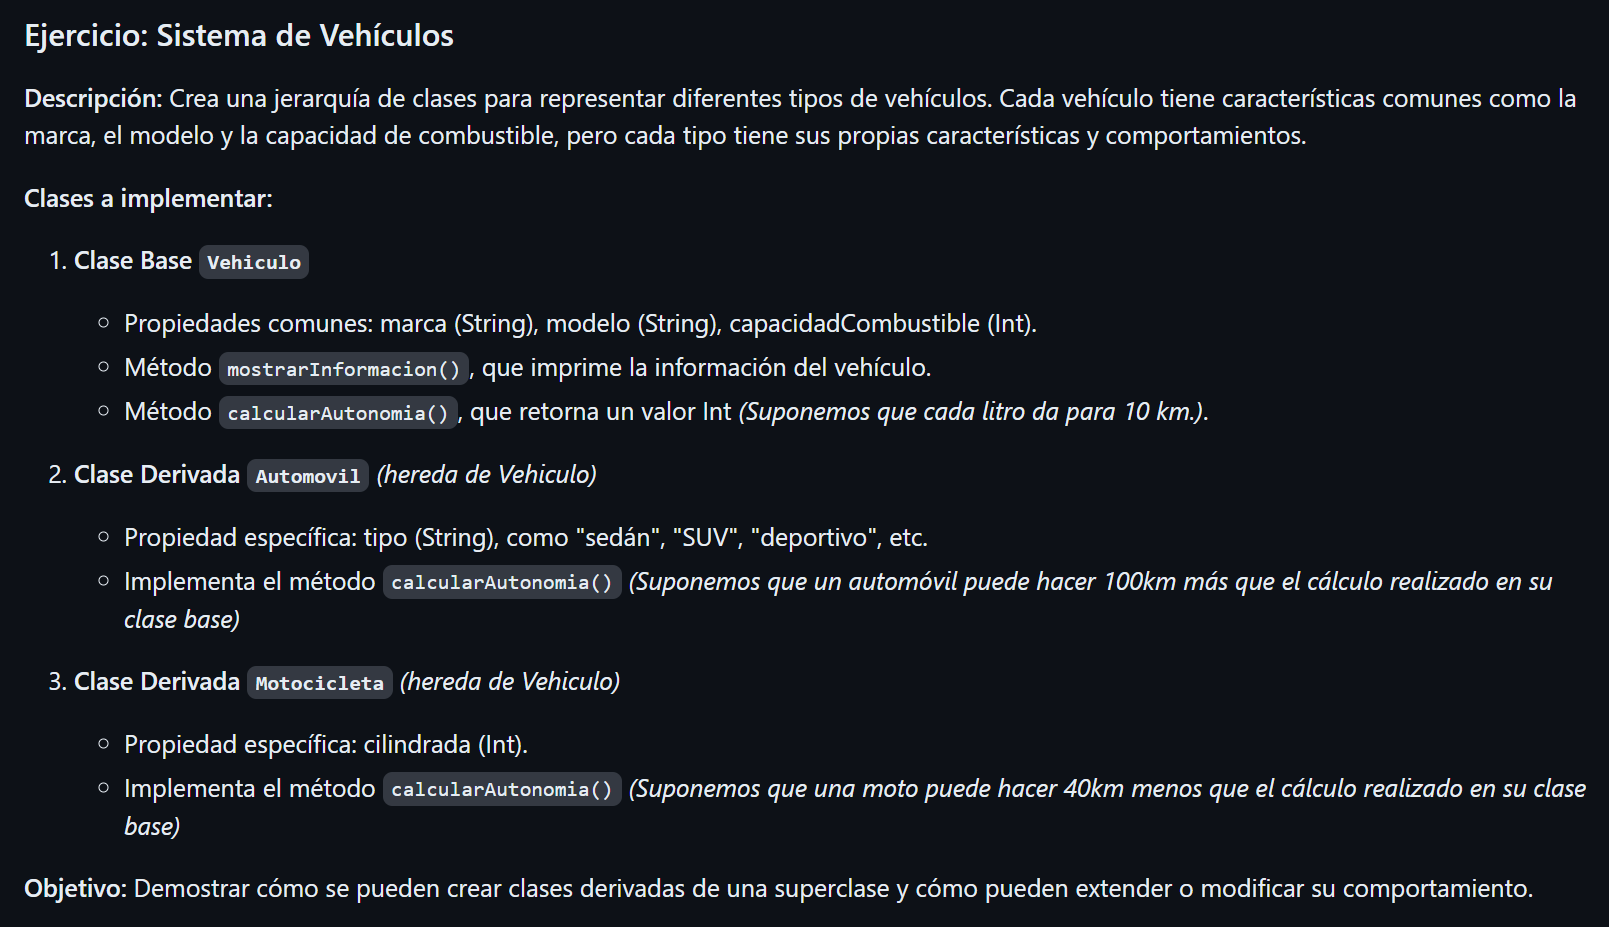 Ejercicio: Sistema de Vehículos
Descripción: Crea una jerarquía de clases para representar diferentes tipos de vehículos. Cada vehículo tiene características comunes como la
marca, el modelo y la capacidad de combustible, pero cada tipo tiene sus propias características y comportamientos.
Clases a implementar:
1. Clase Base Vehiculo
Propiedades comunes: marca (String), modelo (String), capacidadCombustible (Int).
Método mostrarInformacion() , que imprime la información del vehículo.
Método calcularAutonomia() , que retorna un valor Int (Suponemos que cada litro da para 10 km.).
2. Clase Derivada Automovil (hereda de Vehiculo)
Propiedad específica: tipo (String), como "sedán", "SUV", "deportivo", etc.
Implementa el método calcularAutonomia() (Suponemos que un automóvil puede hacer 100km más que el cálculo realizado en su
clase base)
3. Clase Derivada Motocicleta (hereda de Vehiculo)
Propiedad específica: cilindrada (Int).
Implementa el método calcularAutonomia() (Suponemos que una moto puede hacer 40km menos que el cálculo realizado en su clase
base)
Objetivo: Demostrar cómo se pueden crear clases derivadas de una superclase y cómo pueden extender o modificar su comportamiento.